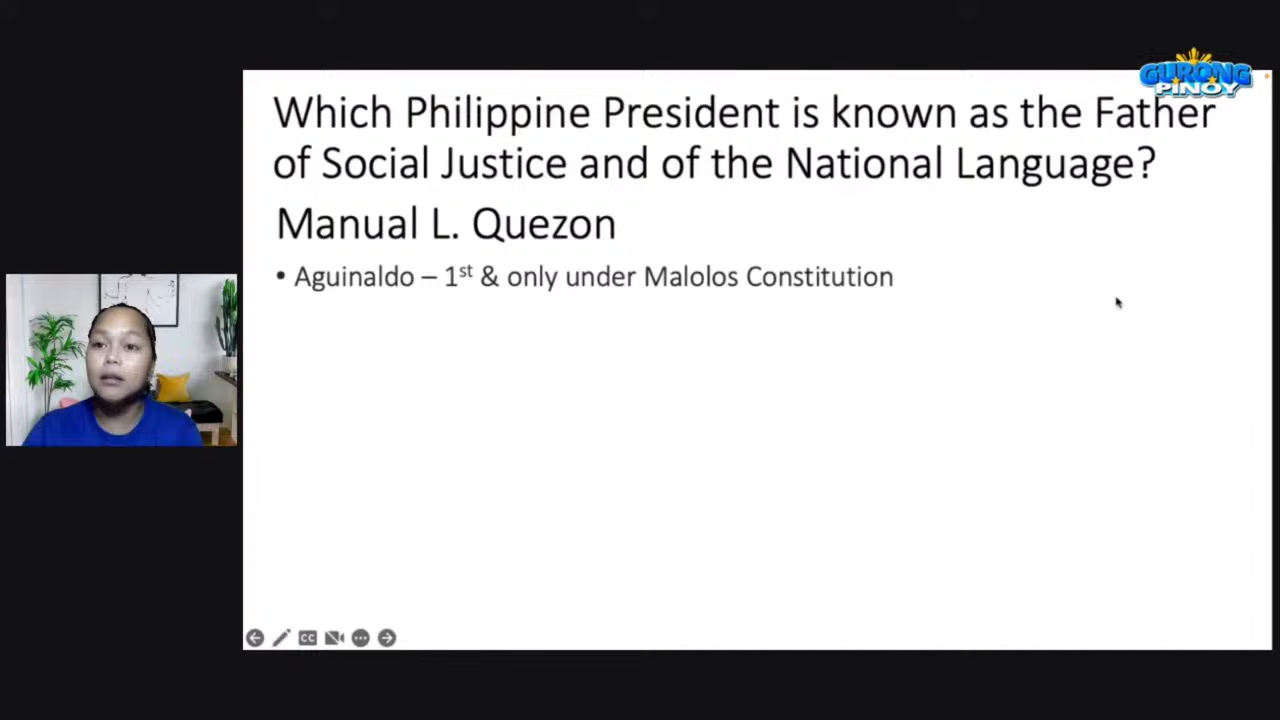 GURONG
PINOY
Which Philippine President is known as the Father
of Social Justice and of the National Language?
Manual L. Quezon
• Aguinaldo – 1st & only under Malolos Constitution
CC